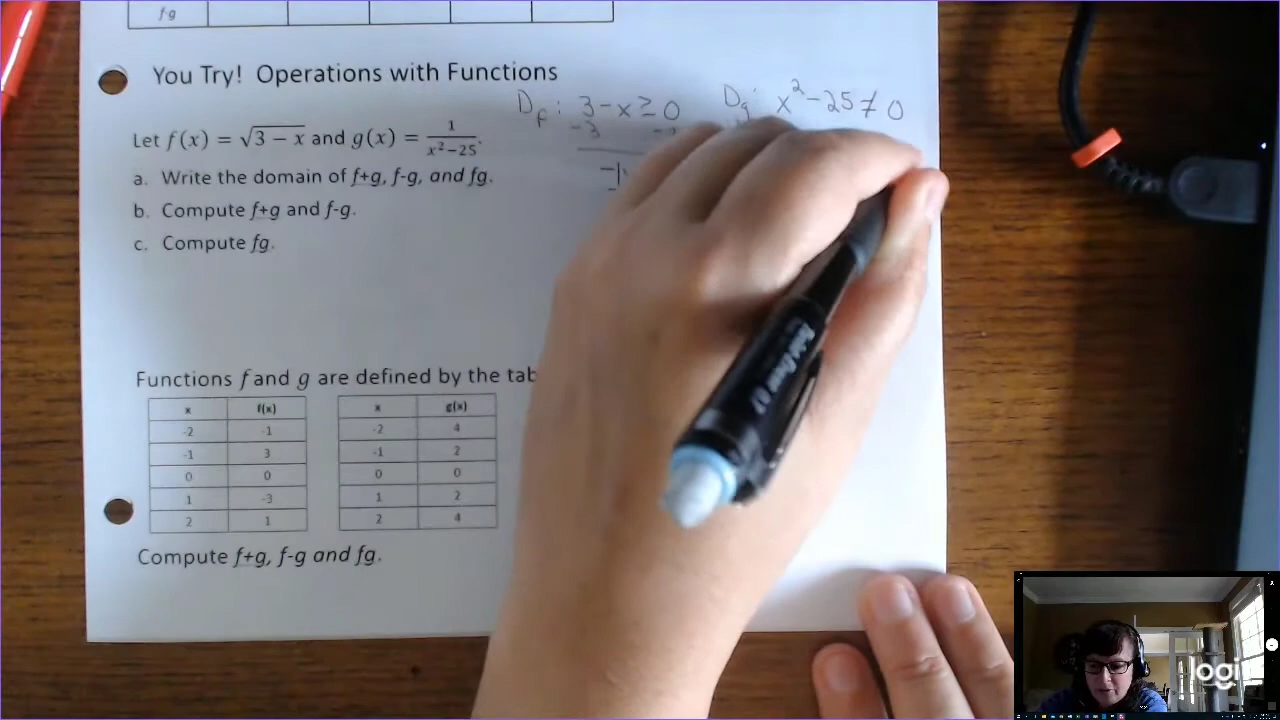 f·g
You Try! Operations with Functions
D_f: 3 − x ≥ 0
−3
−1
D_g: x² − 25 ≠ 0
Let f(x) = √(3 − x) and g(x) = 1/(x²−25).
a. Write the domain of f+g, f-g, and fg.
b. Compute f+g and f-g.
c. Compute fg.
Functions f and g are defined by the tab
x f(x)
-2 -1
-1 3
0 0
1 -3
2 1
x g(x)
-2 4
-1 2
0 0
1 2
2 4
Compute f+g, f-g and fg.
logi